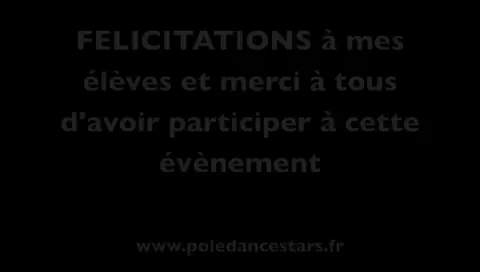 FELICITATIONS à mes
élèves et merci à tous
d'avoir participer à cette
évènement
www.poledancestars.fr